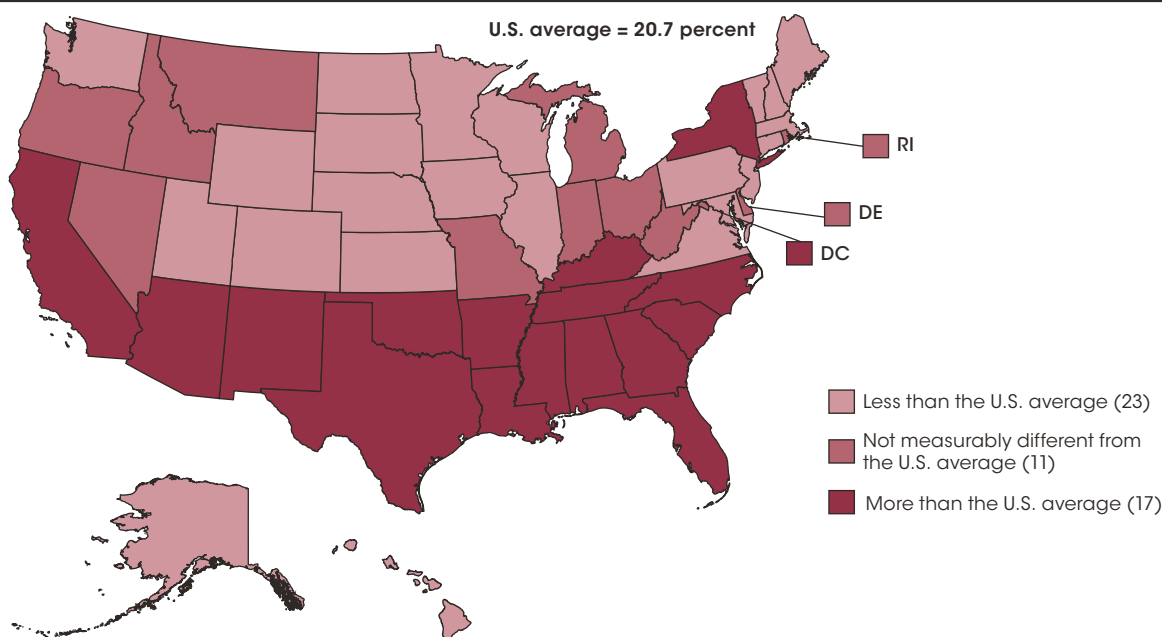 U.S. average = 20.7 percent
RI
DE
DC
Less than the U.S. average (23)
Not measurably different from
the U.S. average (11)
More than the U.S. average (17)